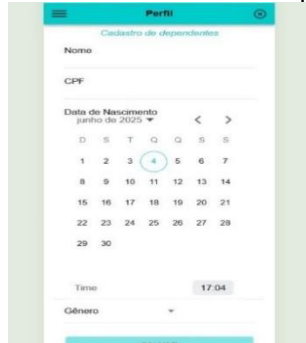 Perfil
Cadastro de dependentes
Nome
CPF
Data de Nascimento
junho de 2025
D S T Q Q S S
1 2 3 4 5 6 7
8 9 10 11 12 13 14
15 16 17 18 19 20 21
22 23 24 25 26 27 28
29 30
Time 17:04
Gênero